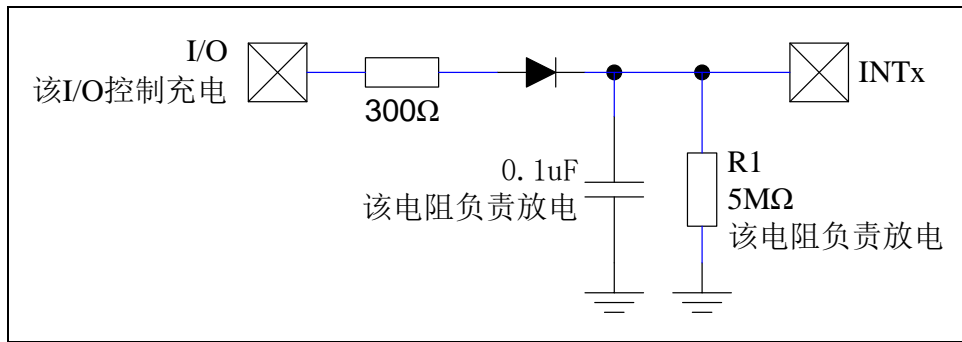 I/O
该I/O控制充电
300Ω
INTx
0.1uF
该电阻负责放电
R1
5MΩ
该电阻负责放电